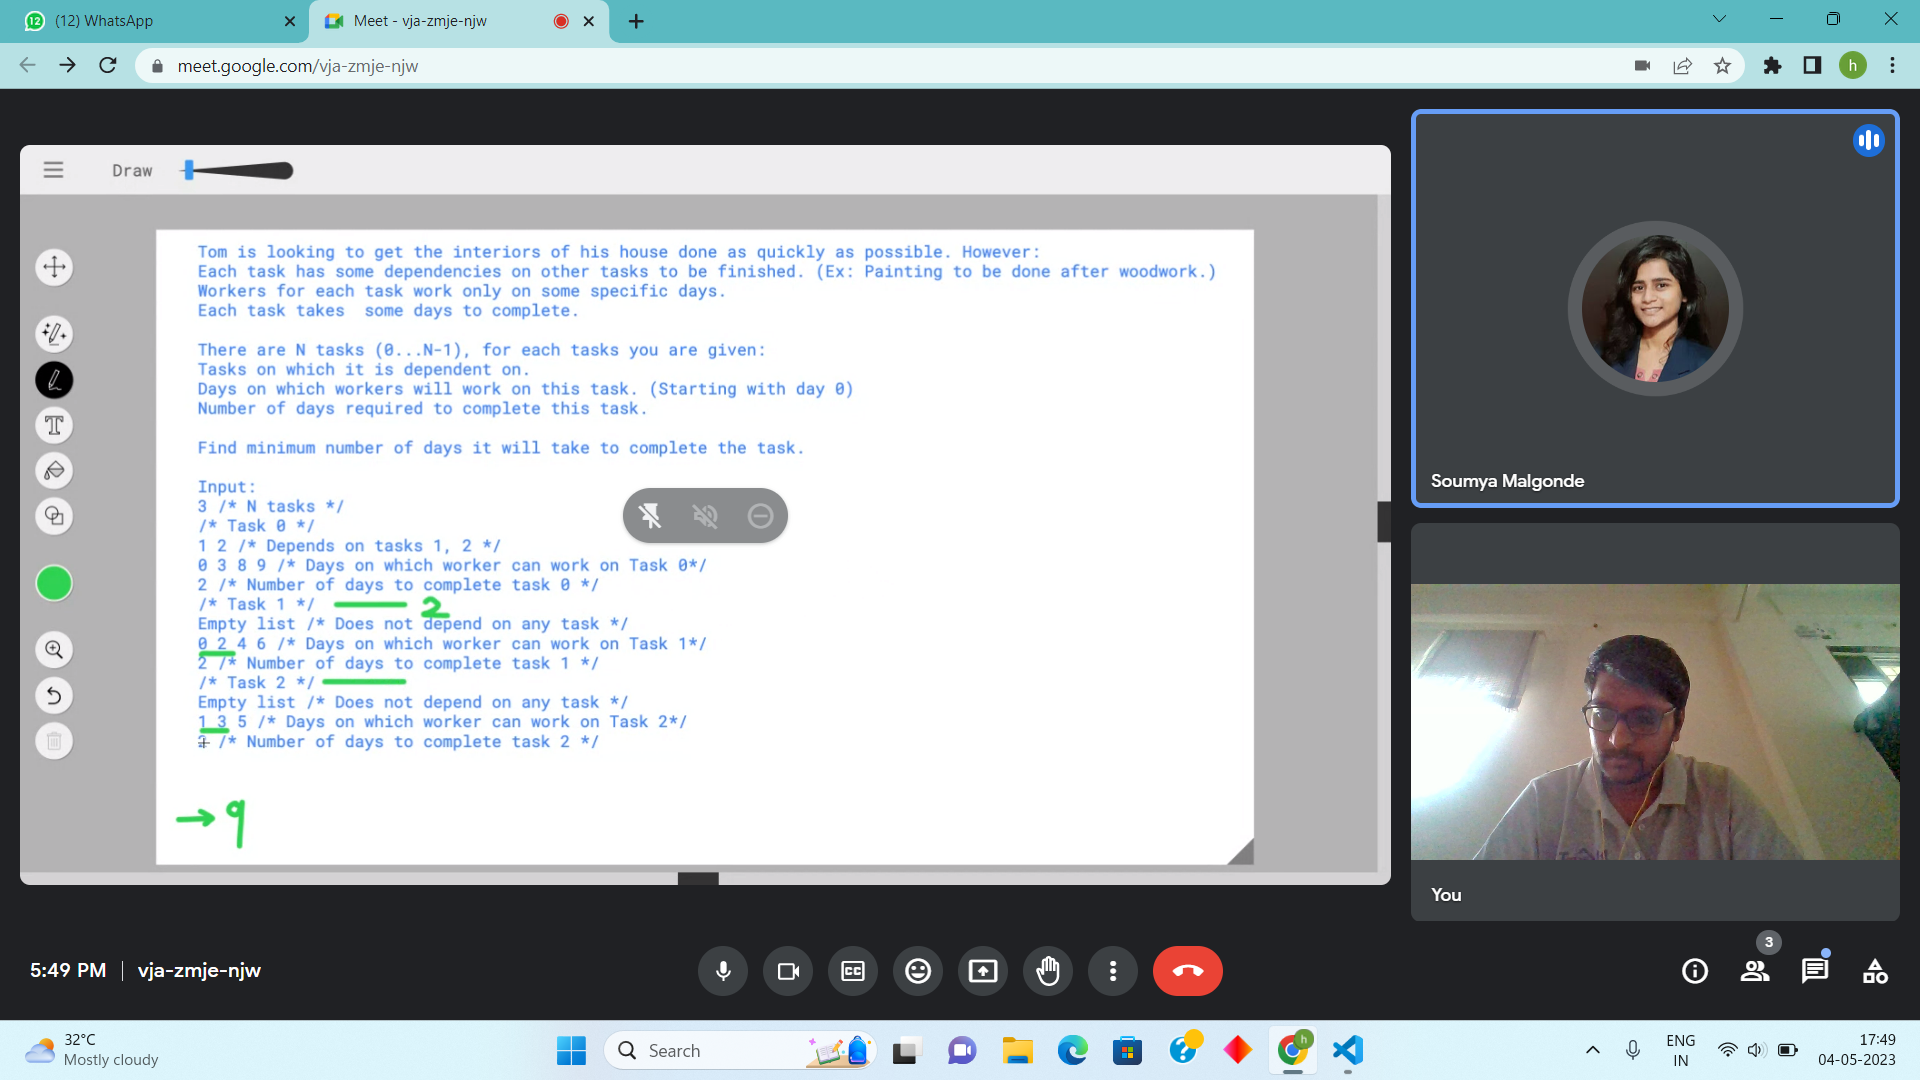 (12) WhatsApp
Meet - vja-zmje-njw
meet.google.com/vja-zmje-njw
h
Draw
Tom is looking to get the interiors of his house done as quickly as possible. However:
Each task has some dependencies on other tasks to be finished. (Ex: Painting to be done after woodwork.)
Workers for each task work only on some specific days.
Each task takes  some days to complete.
There are N tasks (0...N-1), for each tasks you are given:
Tasks on which it is dependent on.
Days on which workers will work on this task. (Starting with day 0)
Number of days required to complete this task.
Find minimum number of days it will take to complete the task.
Input:
3 /* N tasks */
/* Task 0 */
1 2 /* Depends on tasks 1, 2 */
0 3 8 9 /* Days on which worker can work on Task 0*/
2 /* Number of days to complete task 0 */
/* Task 1 */ 2
Empty list /* Does not depend on any task */
0 2 4 6 /* Days on which worker can work on Task 1*/
2 /* Number of days to complete task 1 */
/* Task 2 */
Empty list /* Does not depend on any task */
1 3 5 /* Days on which worker can work on Task 2*/
/* Number of days to complete task 2 */
→ 9
Soumya Malgonde
You
5:49 PM | vja-zmje-njw
3
32°C
Mostly cloudy
Search
ENG
IN
17:49
04-05-2023